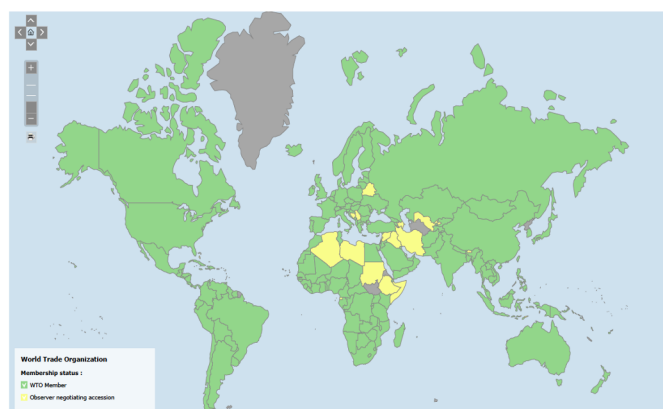 World Trade Organization
Membership status :
WTO Member
Observer negotiating accession